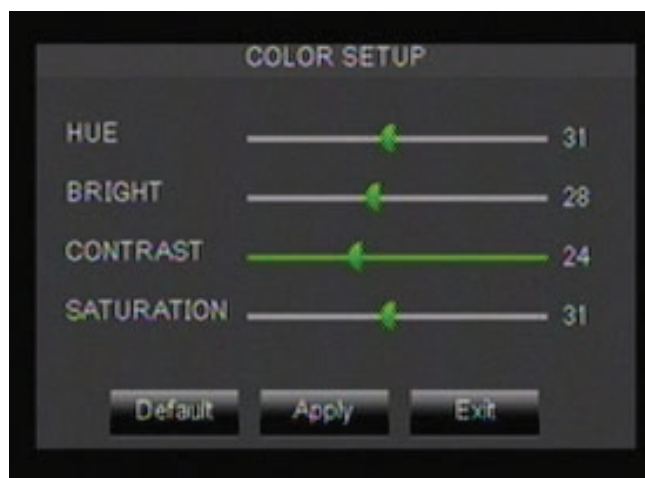 COLOR SETUP
HUE 31
BRIGHT 28
CONTRAST 24
SATURATION 31
Default Apply Exit